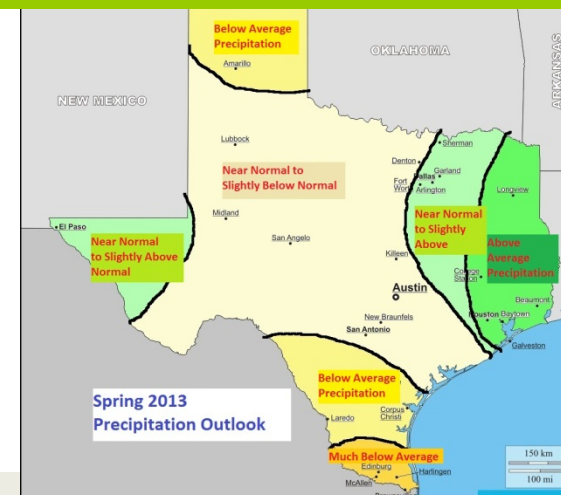 Below Average
Precipitation
Amarillo
OKLAHOMA
ARKANSAS
NEW MEXICO
Lubbock
Sherman
Denton
Garland
Dallas
Fort
Arlington
Longview
Near Normal to
Slightly Below Normal
Midland
El Paso
San Angelo
Killeen
Near Normal
to Slightly Above
Normal
Near Normal
to Slightly
Above
Above
Average
Precipitation
College
Station
Austin
Beaumont
Houston
Baytown
New Braunfels
San Antonio
Galveston
Spring 2013
Precipitation Outlook
Below Average
Precipitation
Laredo
Corpus
Christi
Much Below Average
Edinburg
Harlingen
McAllen
150 km
100 mi